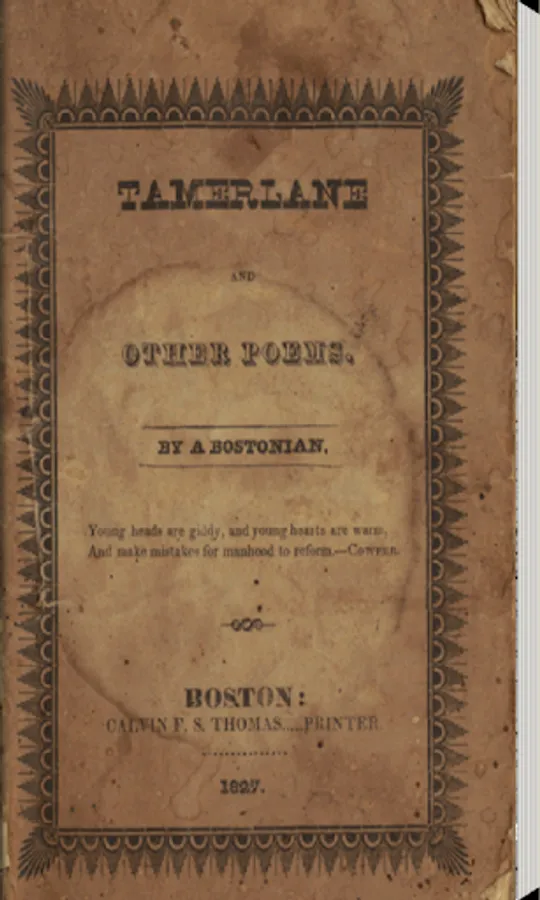 TAMERLANE
AND
OTHER POEMS.
BY A BOSTONIAN.
Young heads are giddy, and young hearts are warm,
And make mistakes for manhood to reform.—COWPER.
BOSTON:
CALVIN F. S. THOMAS.....PRINTER
1827.